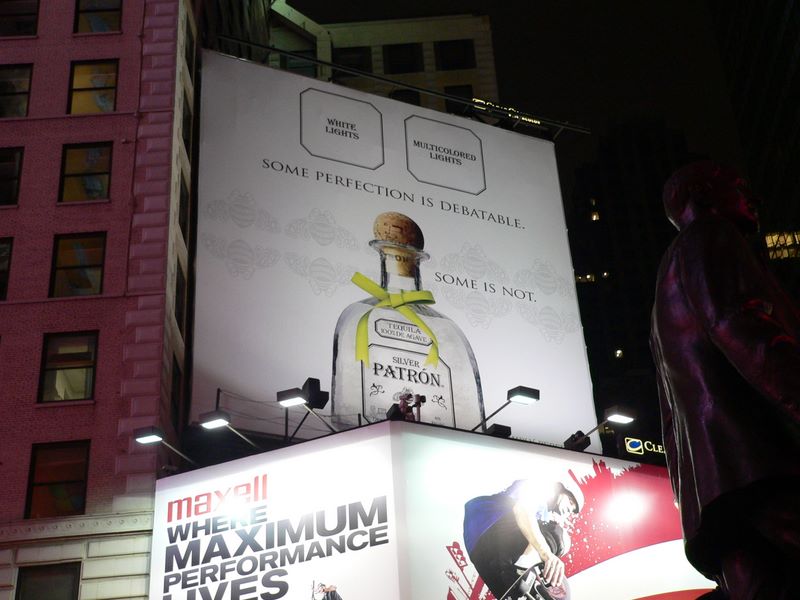 WHITE
LIGHTS
MULTICOLORED
LIGHTS
SOME PERFECTION IS DEBATABLE.
SOME IS NOT.
TEQUILA
100% DE AGAVE
SILVER
PATRÓN
maxell
WHERE
MAXIMUM
PERFORMANCE
LIVES